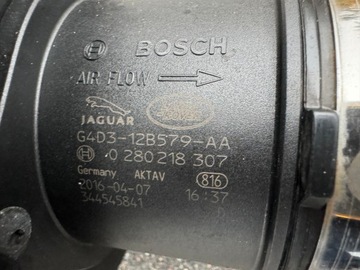 BOSCH
AIR FLOW
JAGUAR
G4D3-12B579-AA
0 280 218 307
Germany AKTAV 816
2016-04-07 16:37
344545841